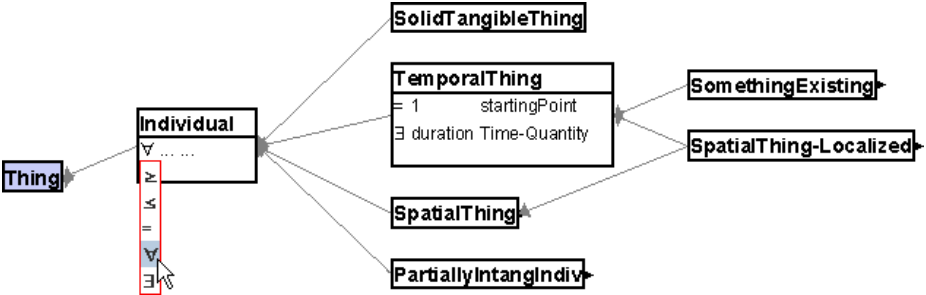 Thing
Individual
∀ ... ...
≥
≤
=
∀
∃
SolidTangibleThing
TemporalThing
= 1 startingPoint
∃ duration Time-Quantity
SpatialThing
PartiallyIntangIndiv
SomethingExisting
SpatialThing-Localized